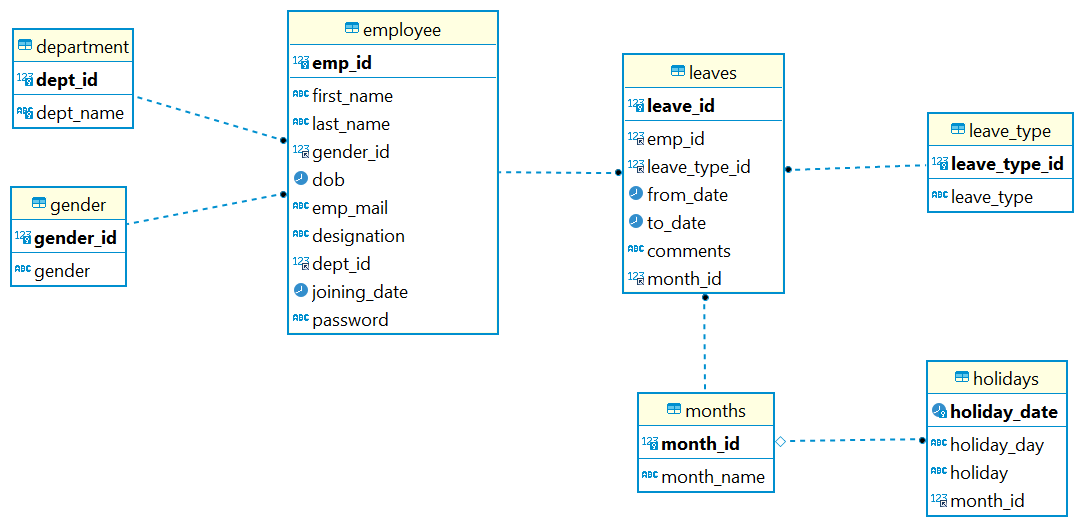 department
dept_id
dept_name
gender
gender_id
gender
employee
emp_id
first_name
last_name
gender_id
dob
emp_mail
designation
dept_id
joining_date
password
leaves
leave_id
emp_id
leave_type_id
from_date
to_date
comments
month_id
leave_type
leave_type_id
leave_type
months
month_id
month_name
holidays
holiday_date
holiday_day
holiday
month_id